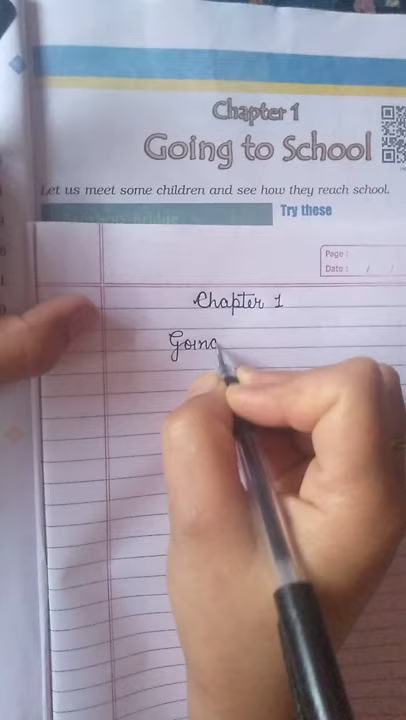 Chapter 1
Going to School
Let us meet some children and see how they reach school.
Try these
Page :
Date : / /
Chapter 1
Goin